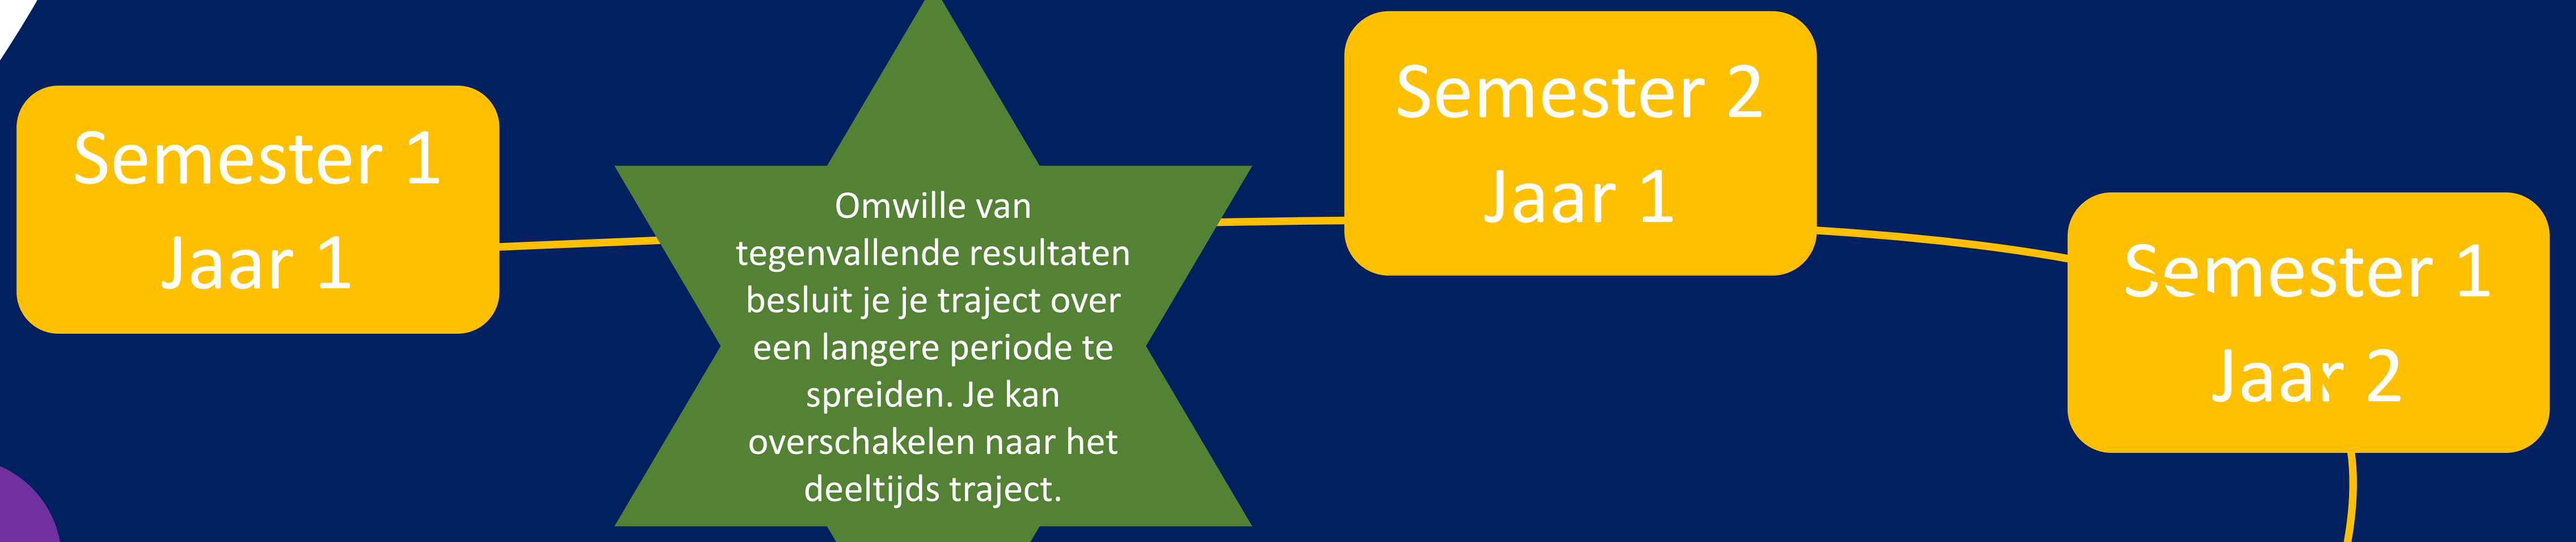 Semester 1
Jaar 1
Omwille van
tegenvallende resultaten
besluit je je traject over
een langere periode te
spreiden. Je kan
overschakelen naar het
deeltijds traject.
Semester 2
Jaar 1
Semester 1
Jaar 2